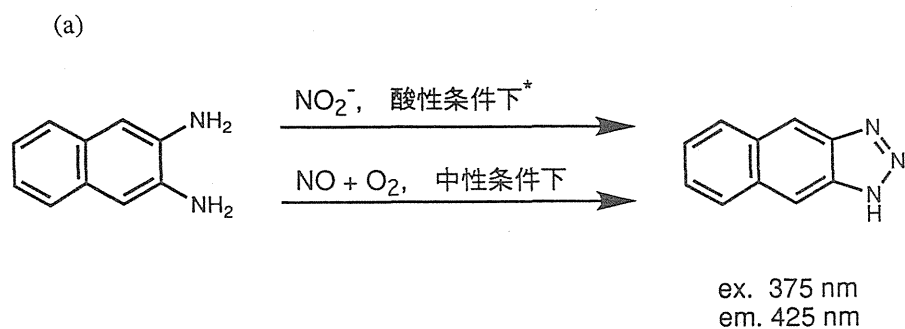 (a)
NO₂⁻, 酸性条件下*
NO + O₂, 中性条件下
NH₂
NH₂
N
N
N
H
ex. 375 nm
em. 425 nm